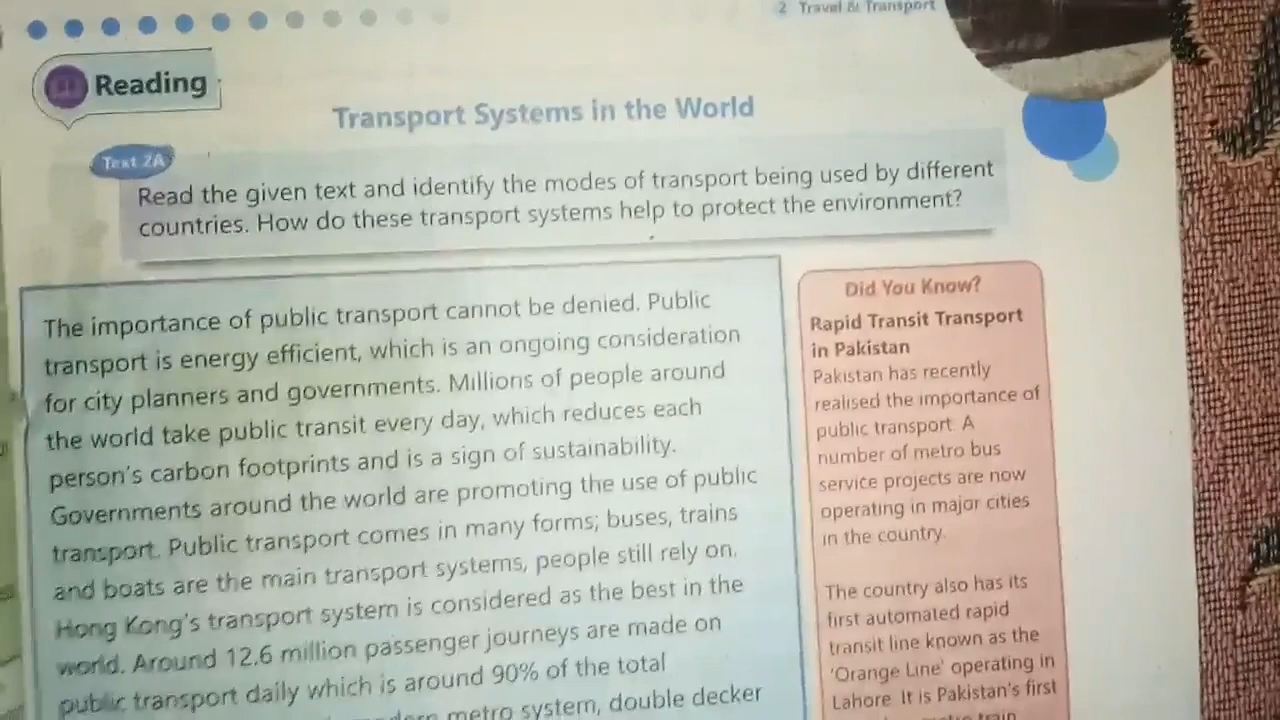 2 Travel & Transport
Reading
Transport Systems in the World
Text 2A
Read the given text and identify the modes of transport being used by different
countries. How do these transport systems help to protect the environment?
The importance of public transport cannot be denied. Public
transport is energy efficient, which is an ongoing consideration
for city planners and governments. Millions of people around
the world take public transit every day, which reduces each
person's carbon footprints and is a sign of sustainability.
Governments around the world are promoting the use of public
transport. Public transport comes in many forms; buses, trains
and boats are the main transport systems, people still rely on.
Hong Kong's transport system is considered as the best in the
world. Around 12.6 million passenger journeys are made on
public transport daily which is around 90% of the total
metro system, double decker
Did You Know?
Rapid Transit Transport
in Pakistan
Pakistan has recently
realised the importance of
public transport. A
number of metro bus
service projects are now
operating in major cities
in the country.
The country also has its
first automated rapid
transit line known as the
'Orange Line' operating in
Lahore. It is Pakistan's first
train